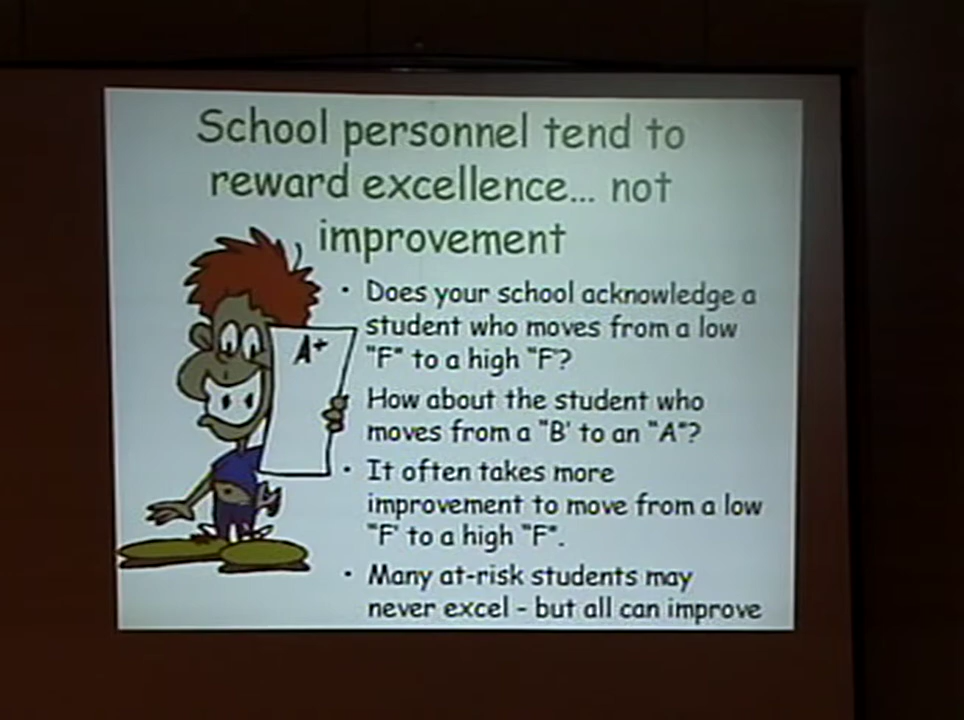 School personnel tend to
reward excellence... not
improvement
A+
• Does your school acknowledge a
student who moves from a low
"F" to a high "F"?
How about the student who
moves from a "B' to an "A"?
• It often takes more
improvement to move from a low
"F' to a high "F".
• Many at-risk students may
never excel - but all can improve